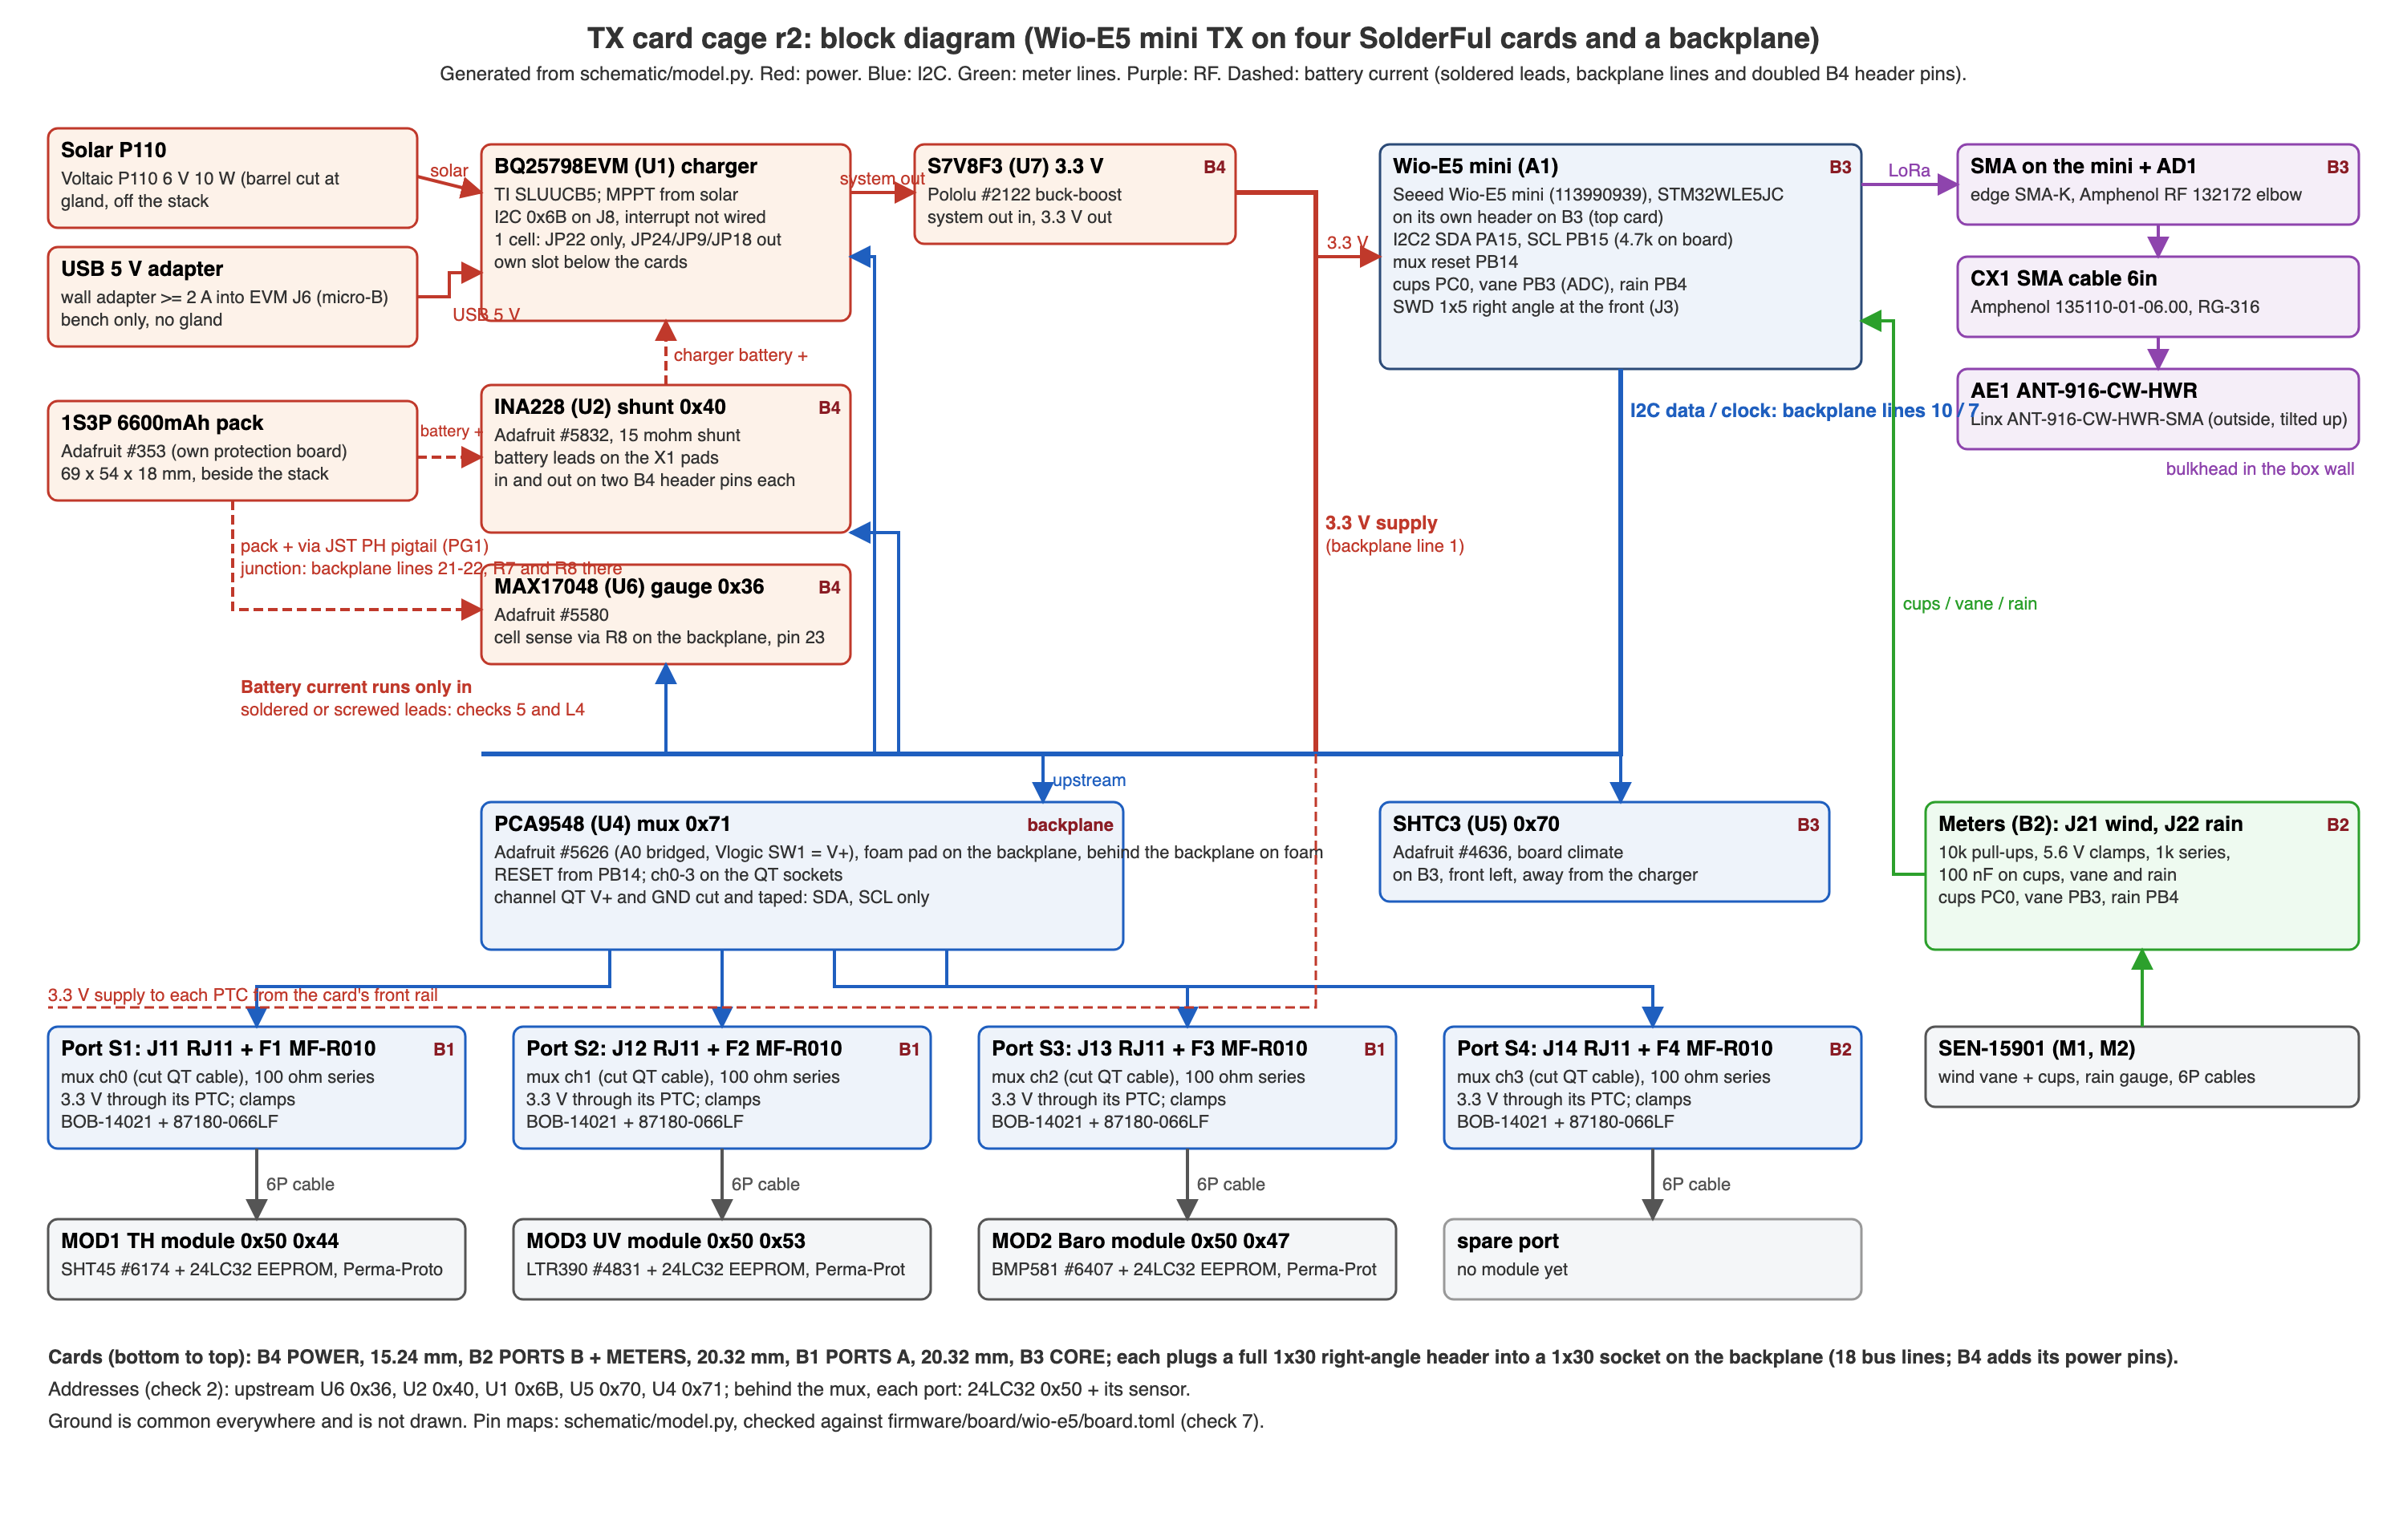 TX card cage r2: block diagram (Wio-E5 mini TX on four SolderFul cards and a backplane)
Generated from schematic/model.py. Red: power. Blue: I2C. Green: meter lines. Purple: RF. Dashed: battery current (soldered leads, backplane lines and doubled B4 header pins).
Solar P110
Voltaic P110 6 V 10 W (barrel cut at
gland, off the stack
solar
USB 5 V adapter
wall adapter >= 2 A into EVM J6 (micro-B)
bench only, no gland
USB 5 V
BQ25798EVM (U1) charger
TI SLUUCB5; MPPT from solar
I2C 0x6B on J8, interrupt not wired
1 cell: JP22 only, JP24/JP9/JP18 out
own slot below the cards
system out
S7V8F3 (U7) 3.3 V
B4
Pololu #2122 buck-boost
system out in, 3.3 V out
3.3 V
Wio-E5 mini (A1)
B3
Seeed Wio-E5 mini (113990939), STM32WLE5JC
on its own header on B3 (top card)
I2C2 SDA PA15, SCL PB15 (4.7k on board)
mux reset PB14
cups PC0, vane PB3 (ADC), rain PB4
SWD 1x5 right angle at the front (J3)
LoRa
SMA on the mini + AD1
B3
edge SMA-K, Amphenol RF 132172 elbow
CX1 SMA cable 6in
Amphenol 135110-01-06.00, RG-316
AE1 ANT-916-CW-HWR
Linx ANT-916-CW-HWR-SMA (outside, tilted up)
bulkhead in the box wall
charger battery +
1S3P 6600mAh pack
Adafruit #353 (own protection board)
69 x 54 x 18 mm, beside the stack
battery +
INA228 (U2) shunt 0x40
B4
Adafruit #5832, 15 mohm shunt
battery leads on the X1 pads
in and out on two B4 header pins each
I2C data / clock: backplane lines 10 / 7
3.3 V supply
(backplane line 1)
pack + via JST PH pigtail (PG1)
junction: backplane lines 21-22, R7 and R8 there
MAX17048 (U6) gauge 0x36
B4
Adafruit #5580
cell sense via R8 on the backplane, pin 23
cups / vane / rain
Battery current runs only in
soldered or screwed leads: checks 5 and L4
upstream
PCA9548 (U4) mux 0x71
backplane
Adafruit #5626 (A0 bridged, Vlogic SW1 = V+), foam pad on the backplane, behind the backplane on foam
RESET from PB14; ch0-3 on the QT sockets
channel QT V+ and GND cut and taped: SDA, SCL only
SHTC3 (U5) 0x70
B3
Adafruit #4636, board climate
on B3, front left, away from the charger
Meters (B2): J21 wind, J22 rain
B2
10k pull-ups, 5.6 V clamps, 1k series,
100 nF on cups, vane and rain
cups PC0, vane PB3, rain PB4
3.3 V supply to each PTC from the card's front rail
Port S1: J11 RJ11 + F1 MF-R010
B1
mux ch0 (cut QT cable), 100 ohm series
3.3 V through its PTC; clamps
BOB-14021 + 87180-066LF
Port S2: J12 RJ11 + F2 MF-R010
B1
mux ch1 (cut QT cable), 100 ohm series
3.3 V through its PTC; clamps
BOB-14021 + 87180-066LF
Port S3: J13 RJ11 + F3 MF-R010
B1
mux ch2 (cut QT cable), 100 ohm series
3.3 V through its PTC; clamps
BOB-14021 + 87180-066LF
Port S4: J14 RJ11 + F4 MF-R010
B2
mux ch3 (cut QT cable), 100 ohm series
3.3 V through its PTC; clamps
BOB-14021 + 87180-066LF
SEN-15901 (M1, M2)
wind vane + cups, rain gauge, 6P cables
6P cable
6P cable
6P cable
6P cable
MOD1 TH module 0x50 0x44
SHT45 #6174 + 24LC32 EEPROM, Perma-Proto
MOD3 UV module 0x50 0x53
LTR390 #4831 + 24LC32 EEPROM, Perma-Prot
MOD2 Baro module 0x50 0x47
BMP581 #6407 + 24LC32 EEPROM, Perma-Prot
spare port
no module yet
Cards (bottom to top): B4 POWER, 15.24 mm, B2 PORTS B + METERS, 20.32 mm, B1 PORTS A, 20.32 mm, B3 CORE; each plugs a full 1x30 right-angle header into a 1x30 socket on the backplane (18 bus lines; B4 adds its power pins).
Addresses (check 2): upstream U6 0x36, U2 0x40, U1 0x6B, U5 0x70, U4 0x71; behind the mux, each port: 24LC32 0x50 + its sensor.
Ground is common everywhere and is not drawn. Pin maps: schematic/model.py, checked against firmware/board/wio-e5/board.toml (check 7).